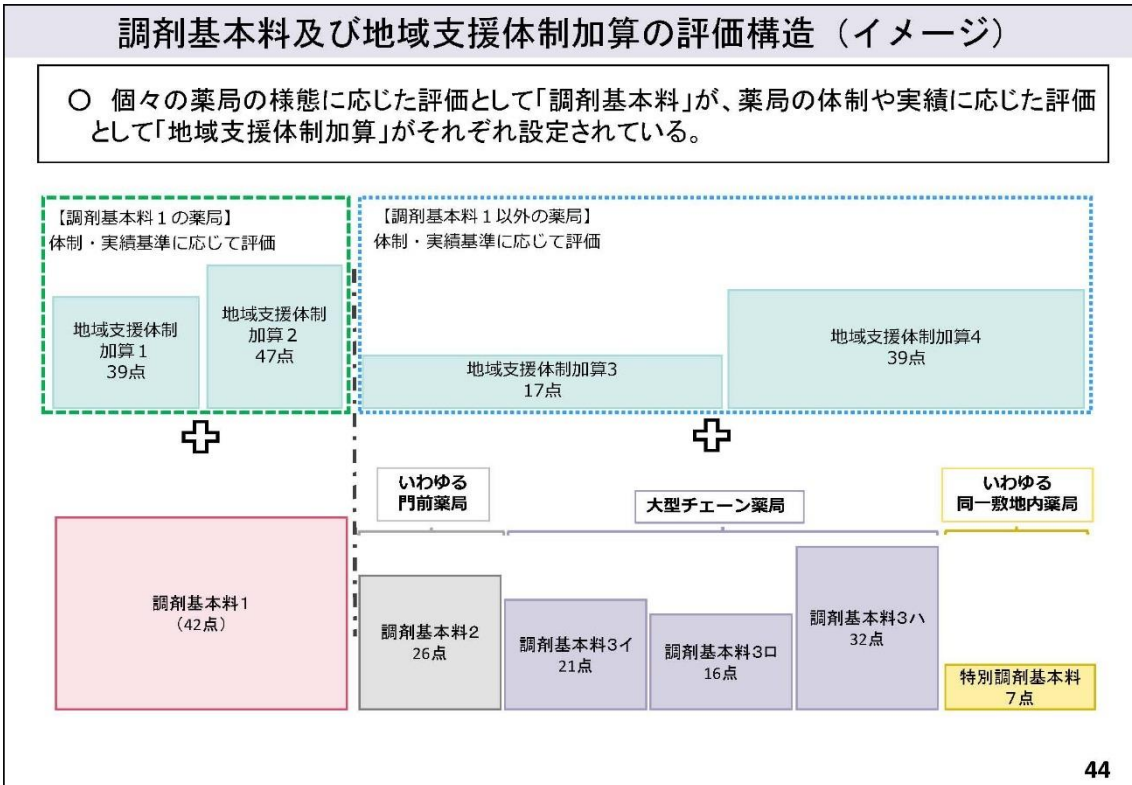 調剤基本料及び地域支援体制加算の評価構造（イメージ）
○ 個々の薬局の様態に応じた評価として「調剤基本料」が、薬局の体制や実績に応じた評価
として「地域支援体制加算」がそれぞれ設定されている。
【調剤基本料１の薬局】
体制・実績基準に応じて評価
地域支援体制
加算１
39点
地域支援体制
加算２
47点
【調剤基本料１以外の薬局】
体制・実績基準に応じて評価
地域支援体制加算3
17点
地域支援体制加算4
39点
いわゆる
門前薬局
大型チェーン薬局
いわゆる
同一敷地内薬局
調剤基本料1
（42点）
調剤基本料２
26点
調剤基本料３イ
21点
調剤基本料３ロ
16点
調剤基本料３ハ
32点
特別調剤基本料
７点
44